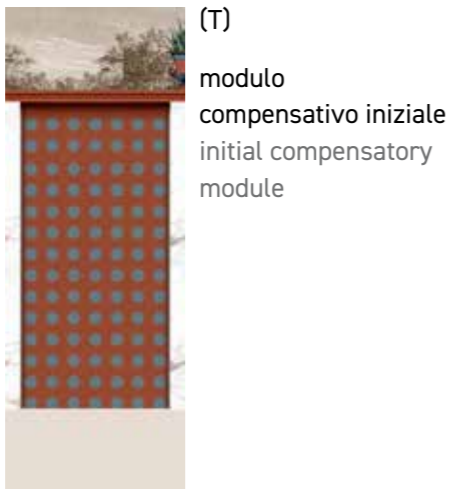 (T)
modulo
compensativo iniziale
initial compensatory
module